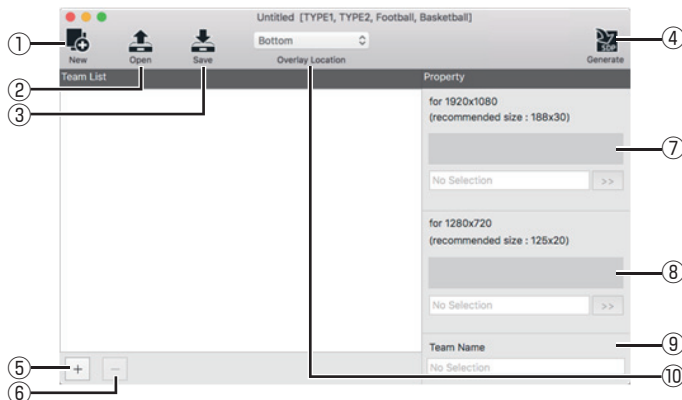 Untitled [TYPE1, TYPE2, Football, Basketball]
① ② ③ ④
New Open Save Bottom Overlay Location SDP Generate
Team List Property
for 1920x1080
(recommended size : 188x30)
⑦
No Selection >>
for 1280x720
(recommended size : 125x20)
⑧
No Selection >>
Team Name ⑨
No Selection
⑤ + − ⑥ ⑩